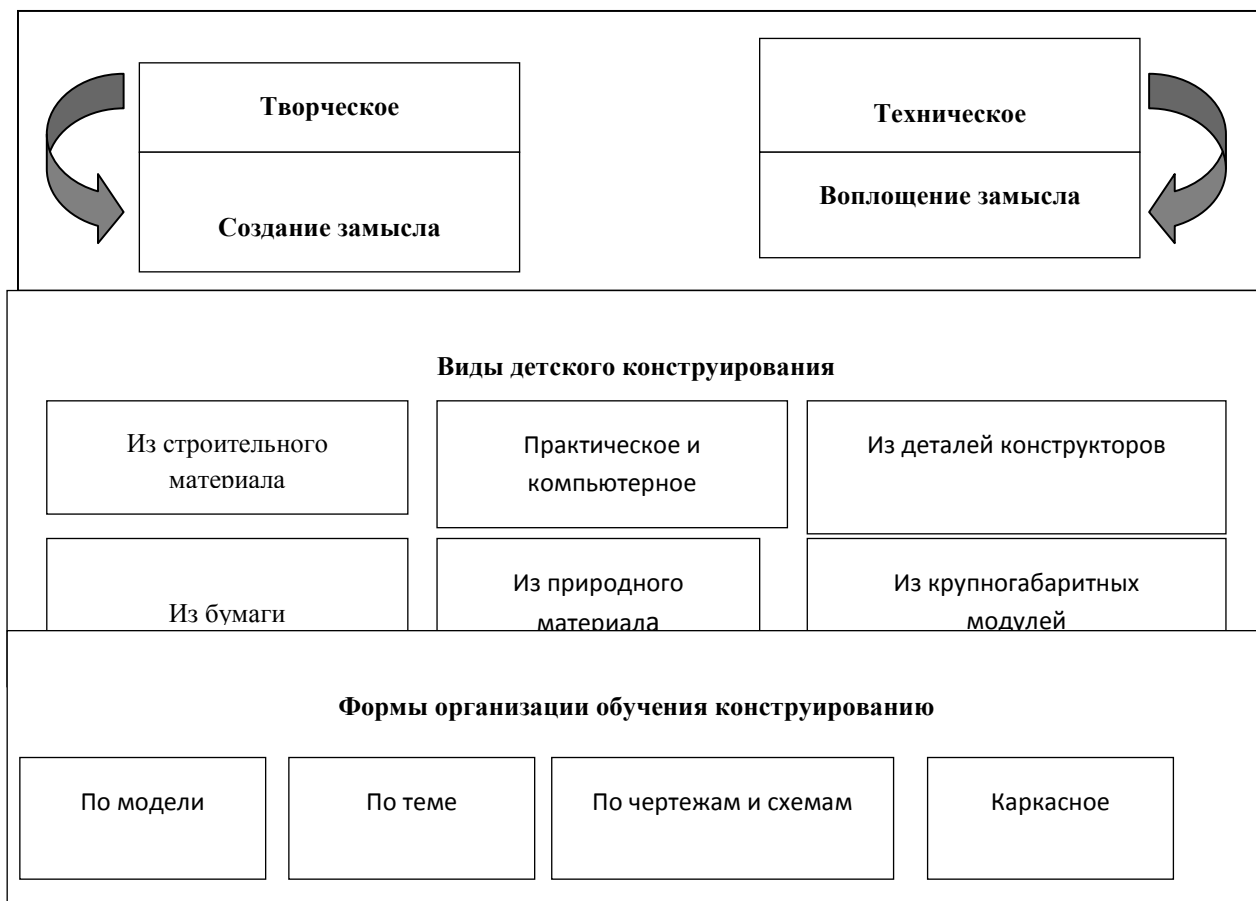 Творческое
Создание замысла
Техническое
Воплощение замысла
Виды детского конструирования
Из строительного
материала
Практическое и
компьютерное
Из деталей конструкторов
Из бумаги
Из природного
материала
Из крупногабаритных
модулей
Формы организации обучения конструированию
По модели
По теме
По чертежам и схемам
Каркасное